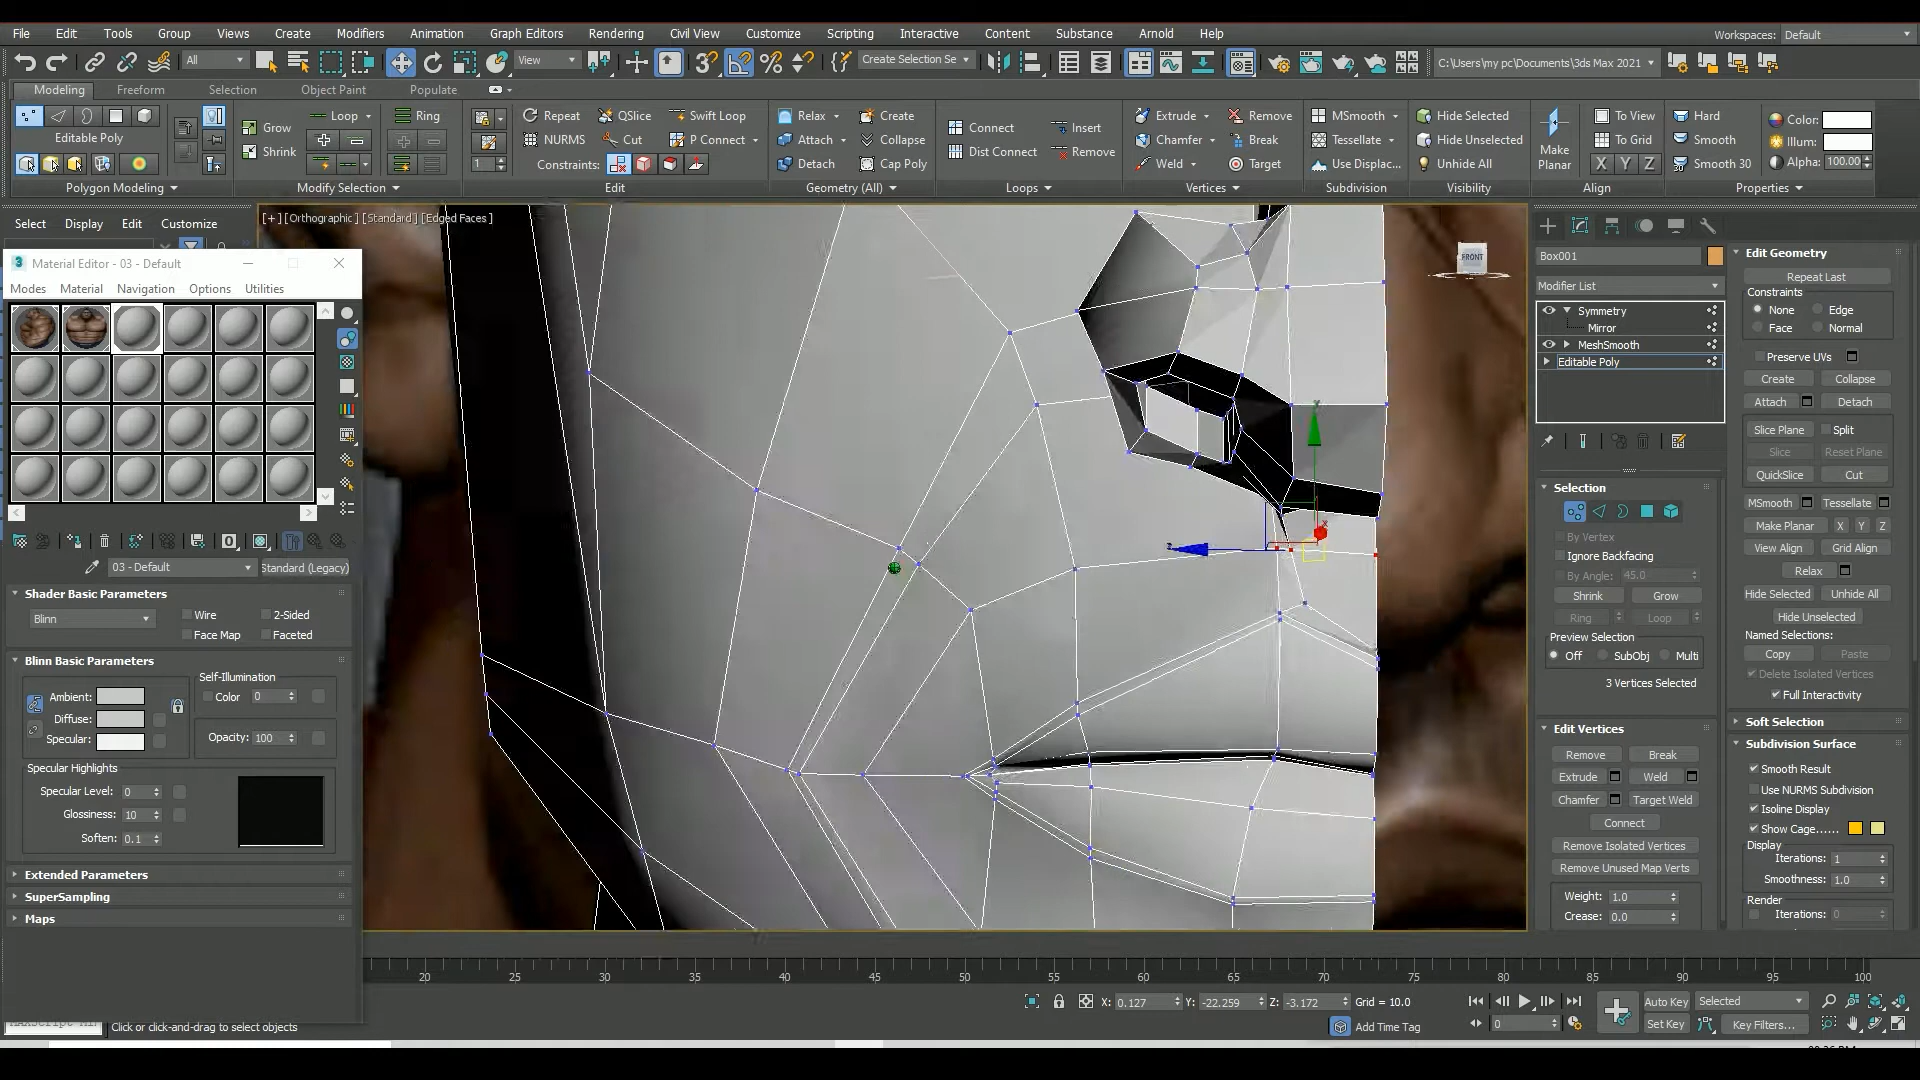 File Edit Tools Group Views Create Modifiers Animation Graph Editors Rendering Civil View Customize Scripting Interactive Content Substance Arnold Help
Workspaces: Default
All View Create Selection Se C:\Users\my pc\Documents\3ds Max 2021
Modeling Freeform Selection Object Paint Populate
Editable Poly
Polygon Modeling
Grow
Shrink
Loop Ring
Modify Selection
1
Repeat QSlice Swift Loop
NURMS Cut P Connect
Constraints:
Edit
Relax Create
Attach Collapse
Detach Cap Poly
Geometry (All)
Connect Insert
Dist Connect Remove
Loops
Extrude Remove
Chamfer Break
Weld Target
Vertices
MSmooth
Tessellate
Use Displac...
Subdivision
Hide Selected
Hide Unselected
Unhide All
Visibility
Make Planar
To View
To Grid
X Y Z
Align
Hard
Smooth
Smooth 30
Color:
Illum:
Alpha: 100.00
Properties
Select Display Edit Customize
[+] [Orthographic] [Standard] [Edged Faces]
FRONT
3 Material Editor - 03 - Default
Modes Material Navigation Options Utilities
03 - Default Standard (Legacy)
Shader Basic Parameters
Blinn Wire 2-Sided
Face Map Faceted
Blinn Basic Parameters
Self-Illumination
Ambient: Color 0
Diffuse:
Specular: Opacity: 100
Specular Highlights
Specular Level: 0
Glossiness: 10
Soften: 0.1
Extended Parameters
SuperSampling
Maps
Box001
Modifier List
Symmetry
Mirror
MeshSmooth
Editable Poly
Selection
By Vertex
Ignore Backfacing
By Angle: 45.0
Shrink Grow
Ring Loop
Preview Selection
Off SubObj Multi
3 Vertices Selected
Edit Vertices
Remove Break
Extrude Weld
Chamfer Target Weld
Connect
Remove Isolated Vertices
Remove Unused Map Verts
Weight: 1.0
Crease: 0.0
Edit Geometry
Repeat Last
Constraints
None Edge
Face Normal
Preserve UVs
Create Collapse
Attach Detach
Slice Plane Split
Slice Reset Plane
QuickSlice Cut
MSmooth Tessellate
Make Planar X Y Z
View Align Grid Align
Relax
Hide Selected Unhide All
Hide Unselected
Named Selections:
Copy Paste
Delete Isolated Vertices
Full Interactivity
Soft Selection
Subdivision Surface
Smooth Result
Use NURMS Subdivision
Isoline Display
Show Cage......
Display
Iterations: 1
Smoothness: 1.0
Render
Iterations: 0
20 25 30 35 40 45 50 55 60 65 70 75 80 85 90 95 100
X: 0.127 Y: -22.259 Z: -3.172 Grid = 10.0
Add Time Tag
0
Auto Key Selected
Set Key Key Filters...
Click or click-and-drag to select objects